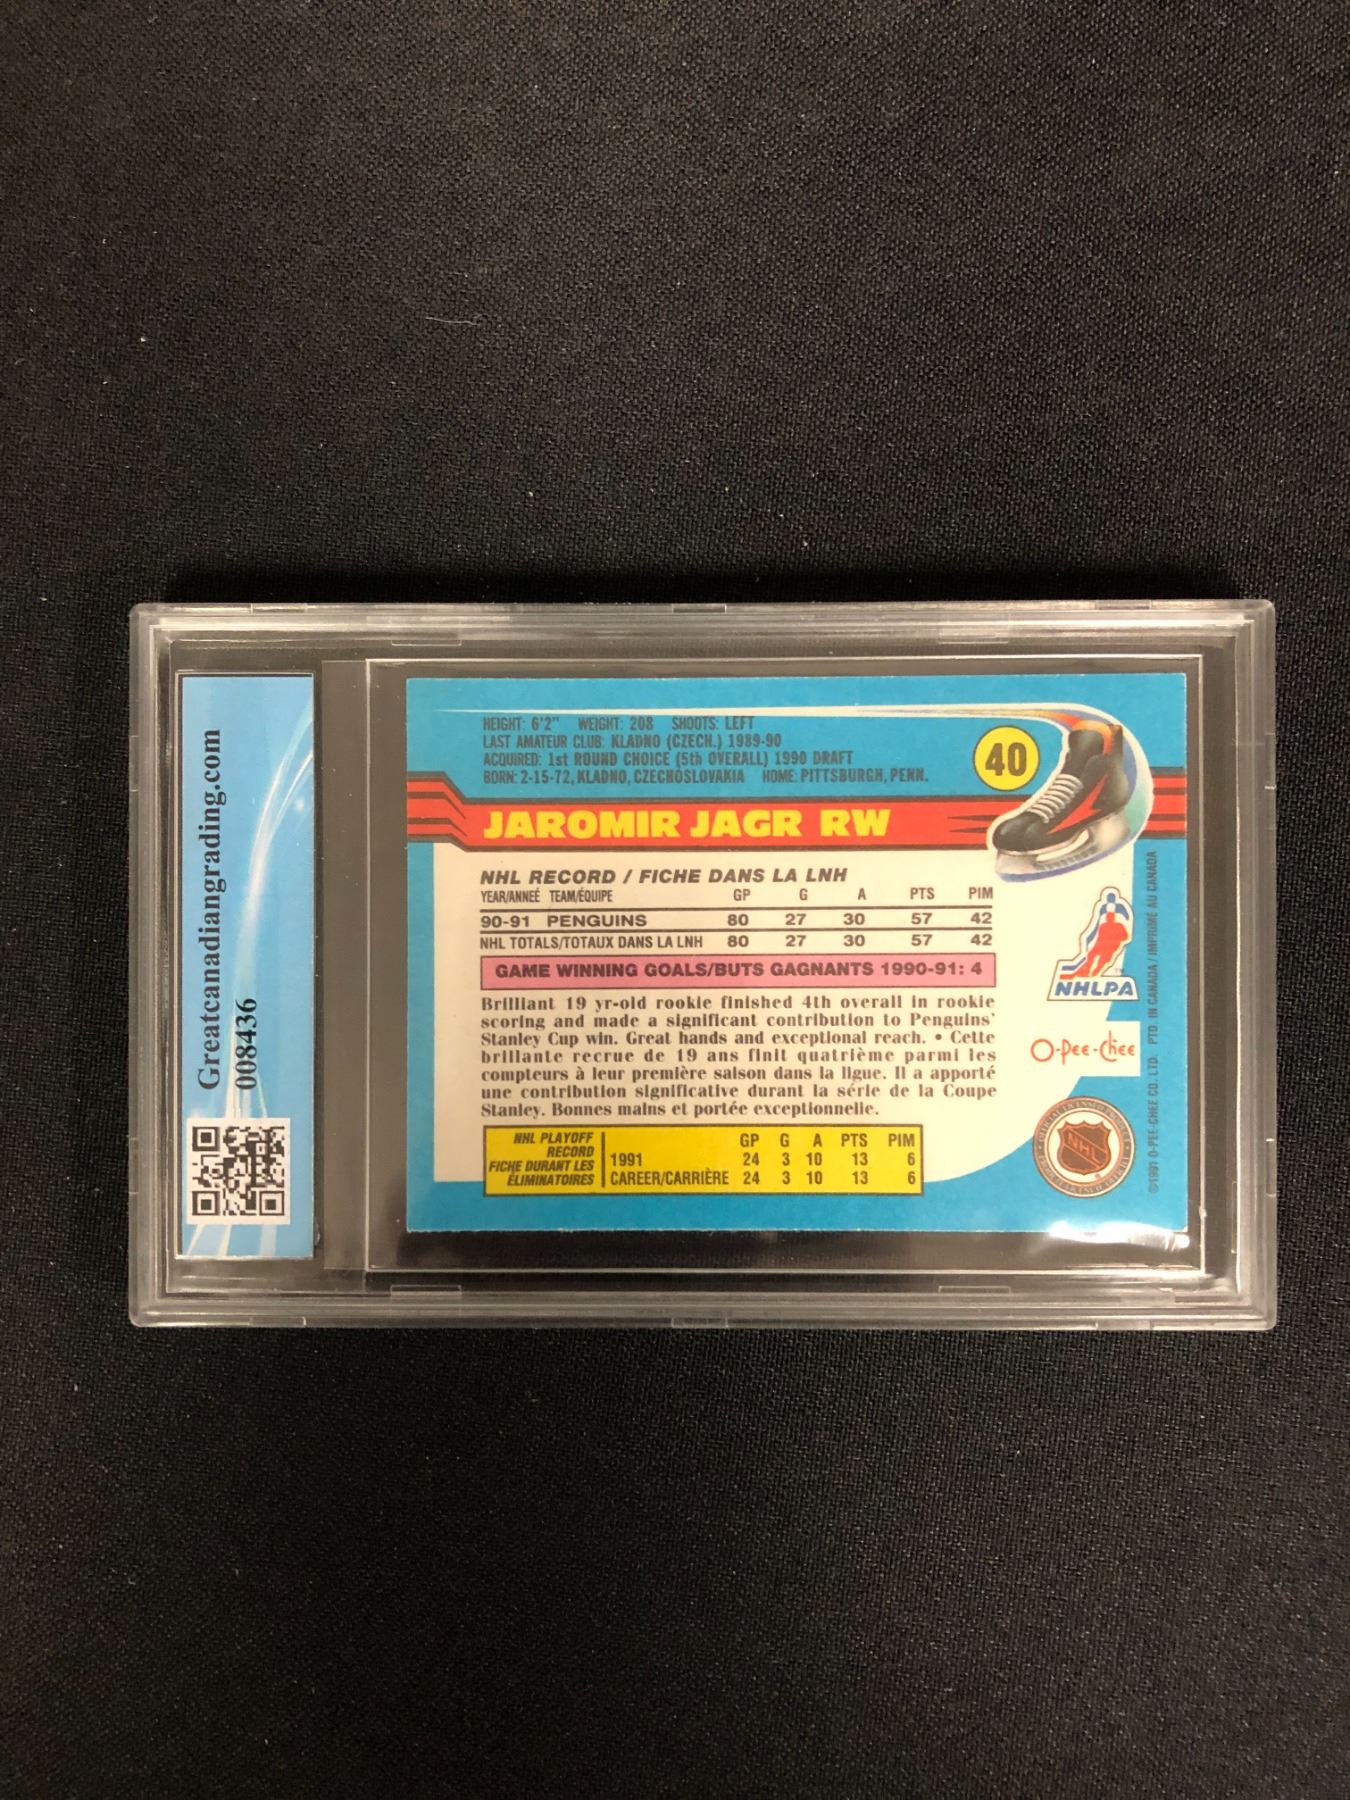 Greatcanadiangrading.com
008436
HEIGHT: 6'2" WEIGHT: 208 SHOOTS: LEFT
LAST AMATEUR CLUB: KLADNO (CZECH.) 1989-90
ACQUIRED: 1st ROUND CHOICE (5th OVERALL) 1990 DRAFT
BORN: 2-15-72, KLADNO, CZECHOSLOVAKIA HOME: PITTSBURGH, PENN.
40
JAROMIR JAGR RW
NHL RECORD / FICHE DANS LA LNH
YEAR/ANNEÉ TEAM/ÉQUIPE GP G A PTS PIM
90-91 PENGUINS 80 27 30 57 42
NHL TOTALS/TOTAUX DANS LA LNH 80 27 30 57 42
GAME WINNING GOALS/BUTS GAGNANTS 1990-91: 4
Brilliant 19 yr-old rookie finished 4th overall in rookie
scoring and made a significant contribution to Penguins'
Stanley Cup win. Great hands and exceptional reach. • Cette
brillante recrue de 19 ans finit quatrième parmi les
compteurs à leur première saison dans la ligue. Il a apporté
une contribution significative durant la série de la Coupe
Stanley. Bonnes mains et portée exceptionnelle.
NHL PLAYOFF
RECORD
FICHE DURANT LES
ÉLIMINATOIRES
GP G A PTS PIM
1991 24 3 10 13 6
CAREER/CARRIÈRE 24 3 10 13 6
NHLPA
TM
O-Pee-Chee
NHL
©1991 O-PEE-CHEE CO. LTD. PTD. IN CANADA / IMPRIMÉ AU CANADA